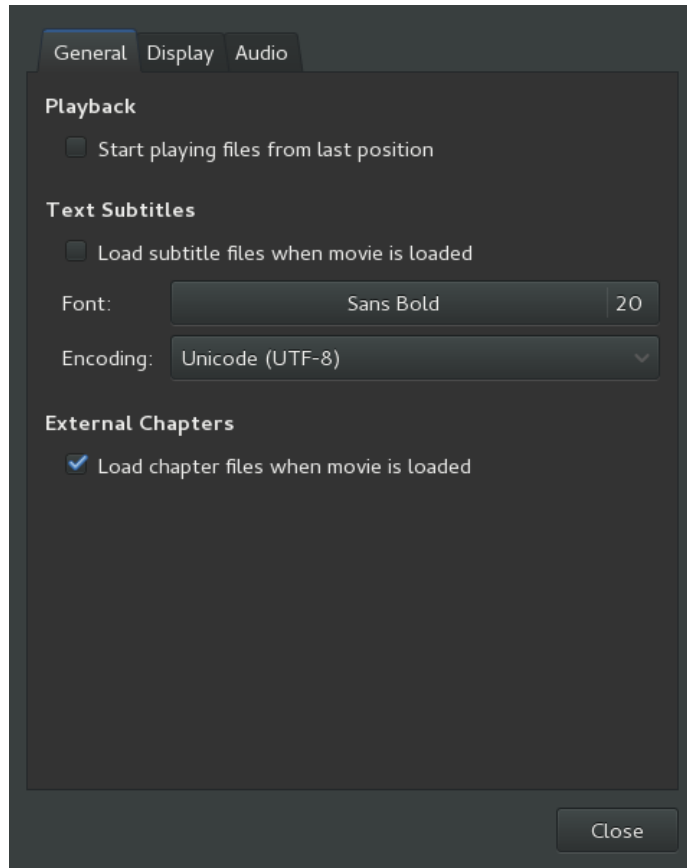 General Display Audio
Playback
Start playing files from last position
Text Subtitles
Load subtitle files when movie is loaded
Font: Sans Bold 20
Encoding: Unicode (UTF-8)
External Chapters
Load chapter files when movie is loaded
Close